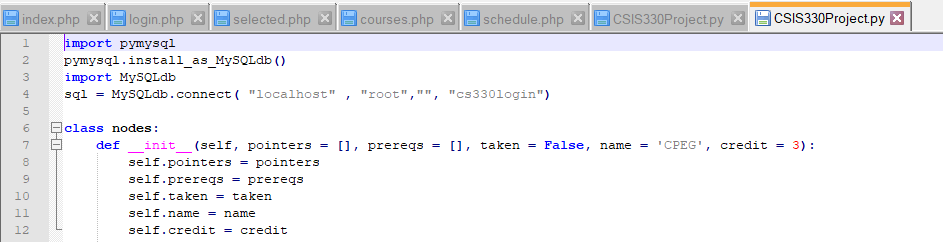 index.php login.php selected.php courses.php schedule.php CSIS330Project.py CSIS330Project.py
1 import pymysql
2 pymysql.install_as_MySQLdb()
3 import MySQLdb
4 sql = MySQLdb.connect( "localhost" , "root","", "cs330login")
5
6 class nodes:
7 def __init__(self, pointers = [], prereqs = [], taken = False, name = 'CPEG', credit = 3):
8 self.pointers = pointers
9 self.prereqs = prereqs
10 self.taken = taken
11 self.name = name
12 self.credit = credit